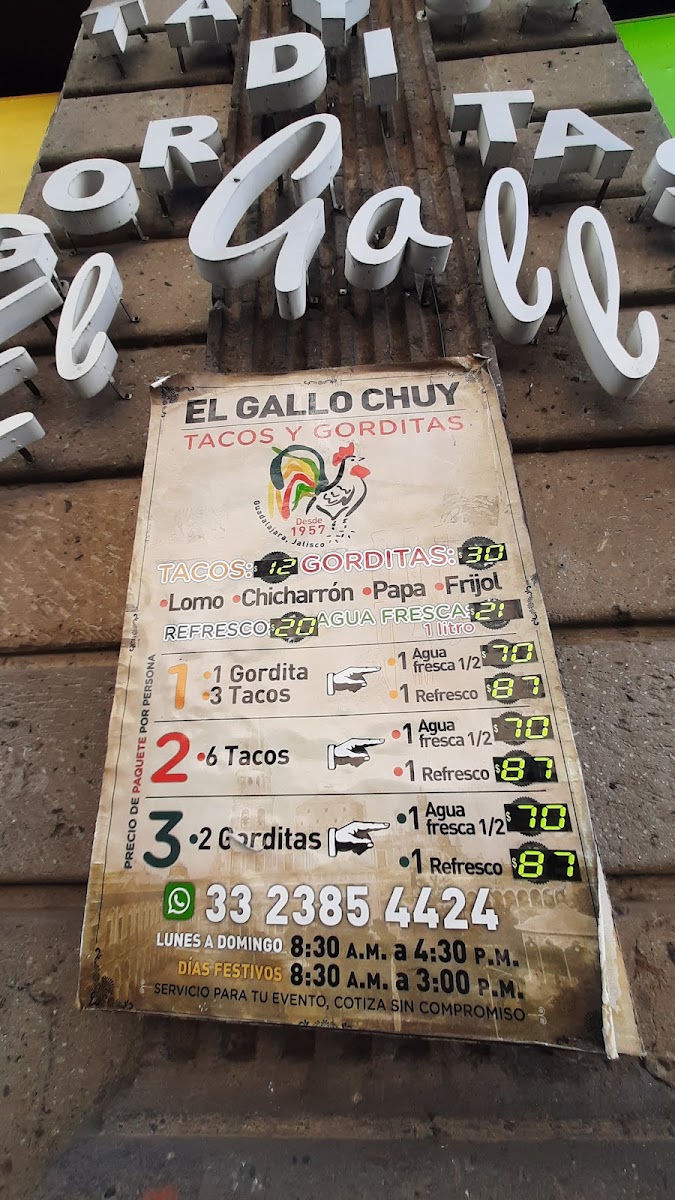 TA Y
DI
GORDITAS
El Gallo
EL GALLO CHUY
TACOS Y GORDITAS
Desde
1957
Guadalajara, Jalisco
TACOS: $12 GORDITAS: $30
•Lomo •Chicharrón •Papa •Frijol
REFRESCO $20 AGUA FRESCA $21
1 litro
PRECIO DE PAQUETE POR PERSONA
1 •1 Gordita
•3 Tacos
•1 Agua fresca 1/2 $70
•1 Refresco $87
2 •6 Tacos
•1 Agua fresca 1/2 $70
•1 Refresco $87
3 •2 Gorditas
•1 Agua fresca 1/2 $70
•1 Refresco $87
33 2385 4424
LUNES A DOMINGO 8:30 A.M. a 4:30 P.M.
DÍAS FESTIVOS 8:30 A.M. a 3:00 P.M.
SERVICIO PARA TU EVENTO, COTIZA SIN COMPROMISO